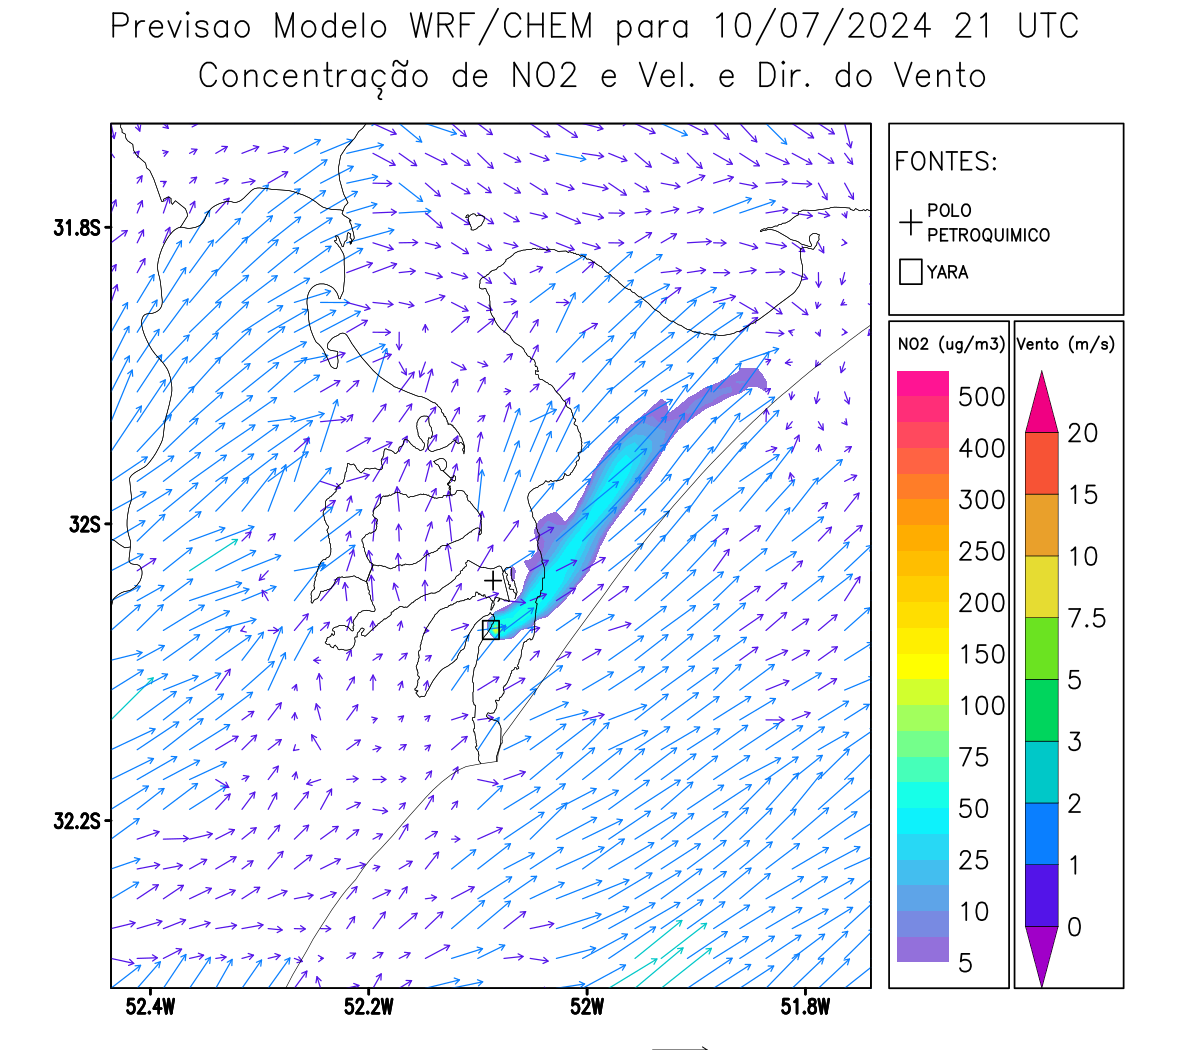 Previsao Modelo WRF/CHEM para 10/07/2024 21 UTC
Concentração de NO2 e Vel. e Dir. do Vento
FONTES:
POLO
PETROQUIMICO
YARA
NO2 (ug/m3)
500
400
300
250
200
150
100
75
50
25
10
5
Vento (m/s)
20
15
10
7.5
5
3
2
1
0
31.8S
32S
32.2S
52.4W 52.2W 52W 51.8W